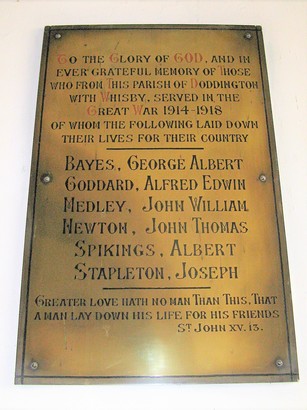 To the Glory of GOD, and in
ever grateful memory of Those
who from This parish of Doddington
with Whisby, served in the
Great War 1914-1918
of whom the following laid down
their lives for their country
Bayes, George Albert
Goddard, Alfred Edwin
Medley, John William
Newton, John Thomas
Spikings, Albert
Stapleton, Joseph
Greater love hath no man Than This, That
a man lay down his life for his friends
St John XV. 13.